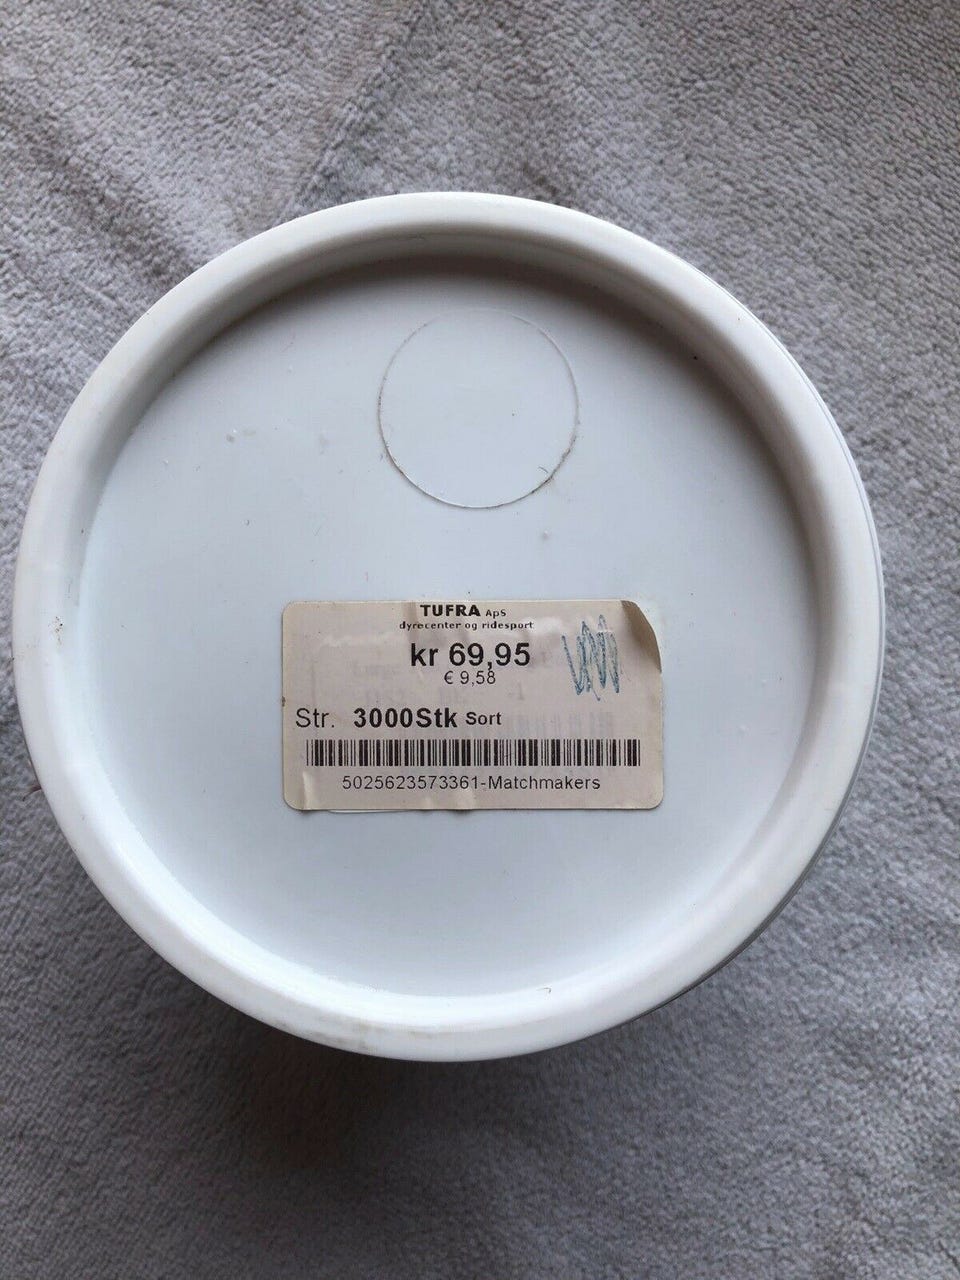 TUFRA ApS
dyrecenter og ridesport
kr 69,95
€ 9,58
Str. 3000Stk Sort
5025623573361-Matchmakers